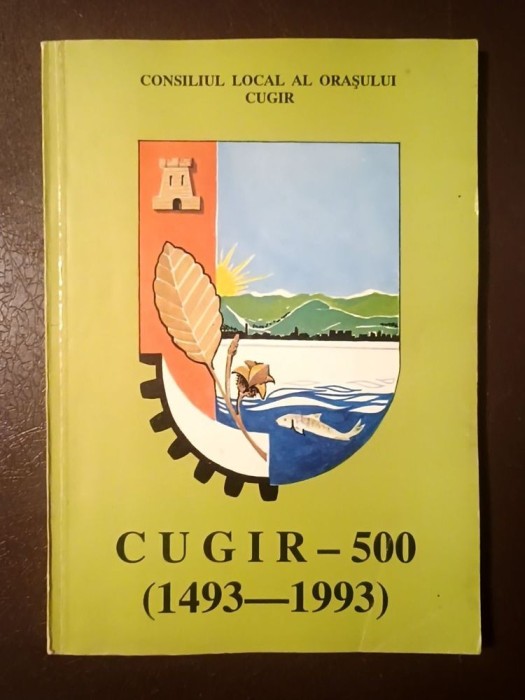 CONSILIUL LOCAL AL ORAŞULUI
CUGIR
CUGIR – 500
(1493—1993)